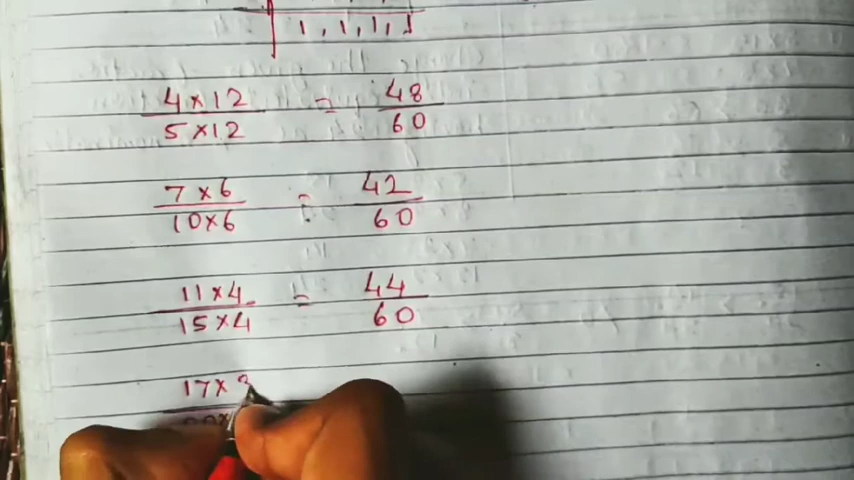 1, 1, 1, 1
4 × 12 / 5 × 12 = 48 / 60
7 × 6 / 10 × 6 = 42 / 60
11 × 4 / 15 × 4 = 44 / 60
17 ×